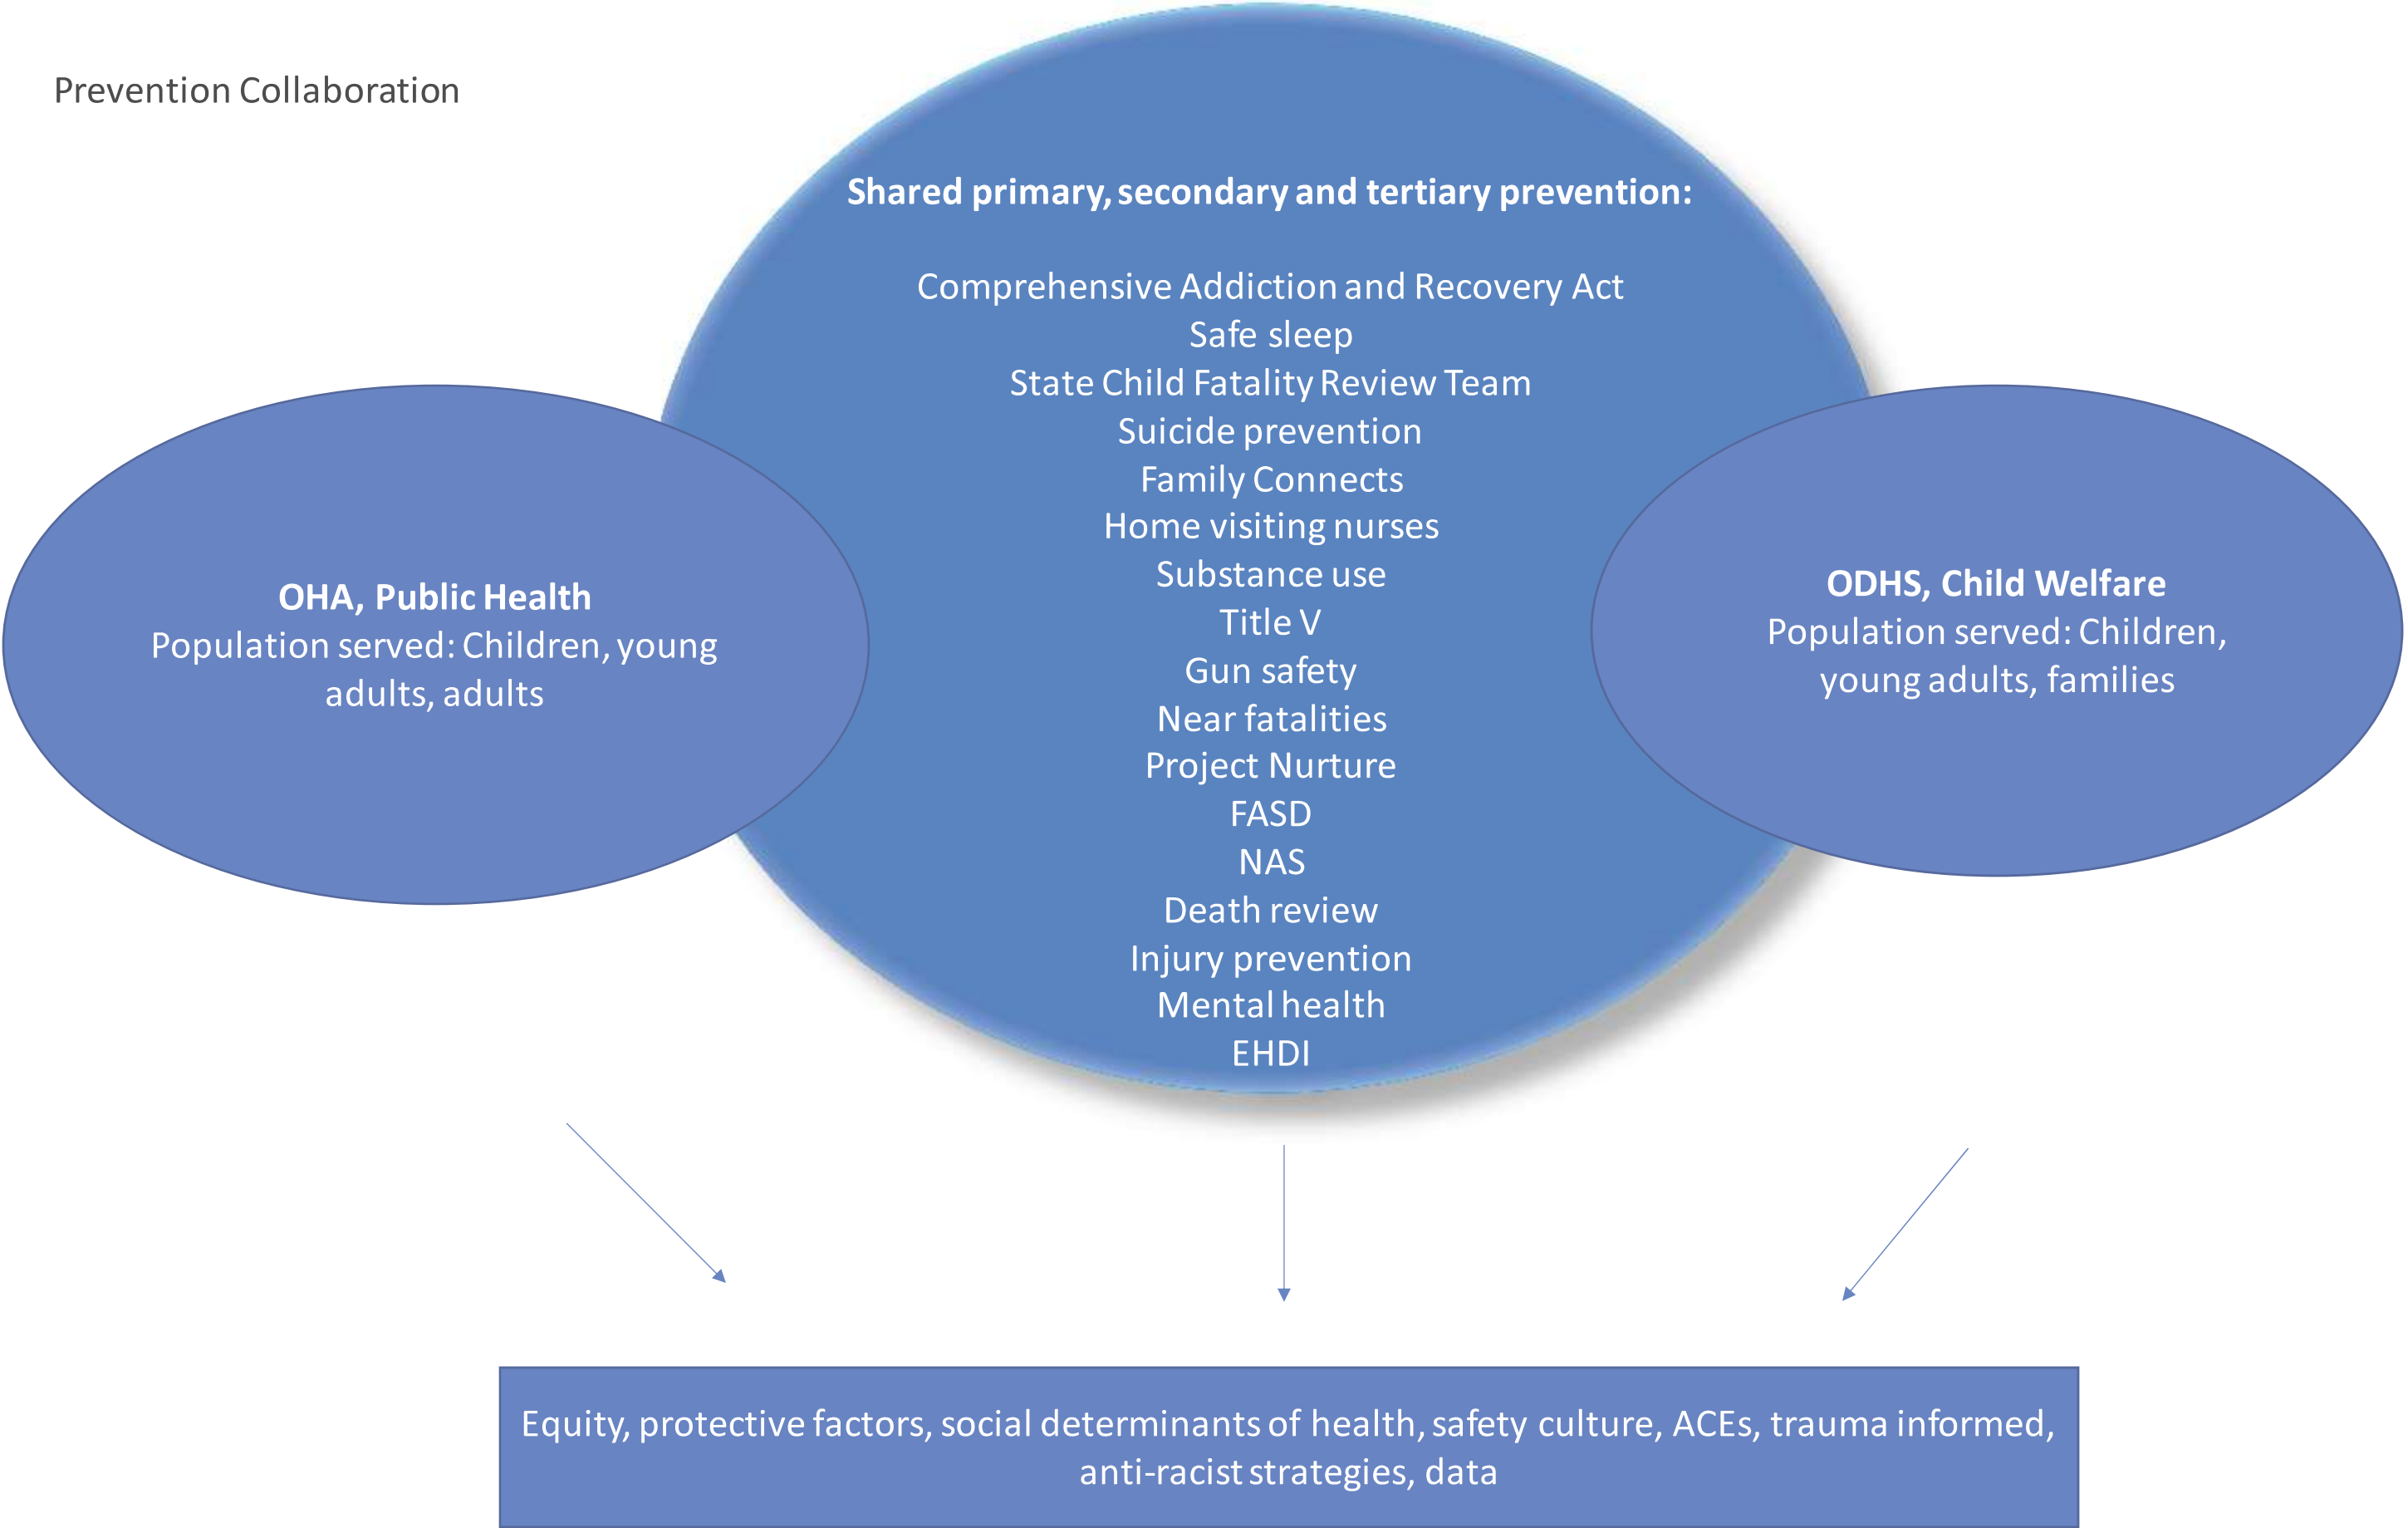 Prevention Collaboration
Shared primary, secondary and tertiary prevention:
Comprehensive Addiction and Recovery Act
Safe sleep
State Child Fatality Review Team
Suicide prevention
Family Connects
Home visiting nurses
Substance use
Title V
Gun safety
Near fatalities
Project Nurture
FASD
NAS
Death review
Injury prevention
Mental health
EHDI
OHA, Public Health
Population served: Children, young
adults, adults
ODHS, Child Welfare
Population served: Children,
young adults, families
Equity, protective factors, social determinants of health, safety culture, ACEs, trauma informed,
anti-racist strategies, data